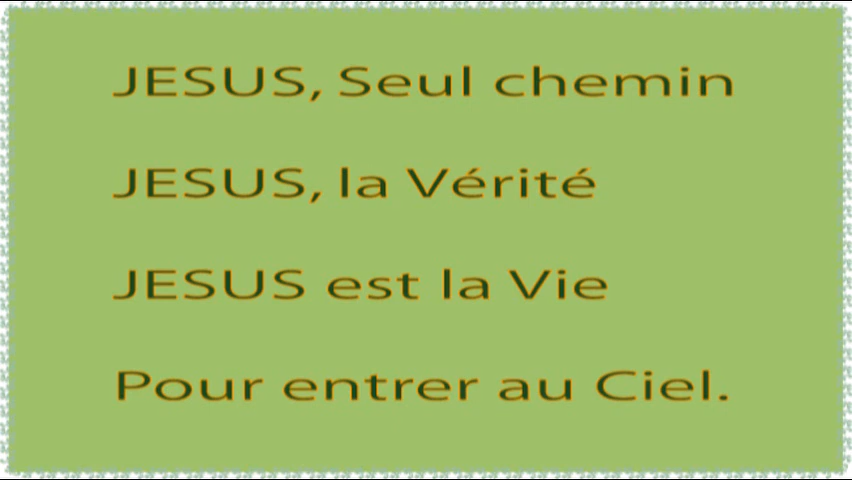 JESUS, Seul chemin
JESUS, la Vérité
JESUS est la Vie
Pour entrer au Ciel.